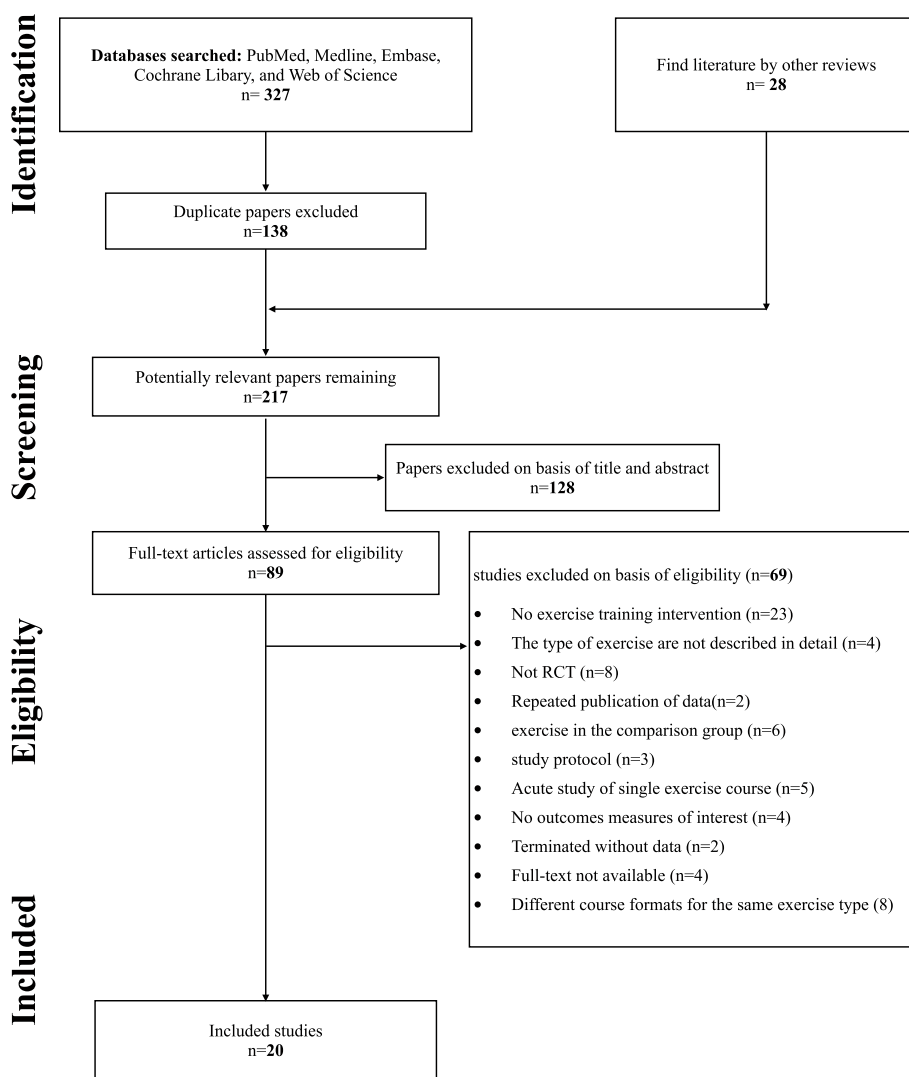 Identification
Databases searched: PubMed, Medline, Embase,
Cochrane Libary, and Web of Science
n= 327
Find literature by other reviews
n= 28
Duplicate papers excluded
n=138
Screening
Potentially relevant papers remaining
n=217
Papers excluded on basis of title and abstract
n=128
Full-text articles assessed for eligibility
n=89
Eligibility
studies excluded on basis of eligibility (n=69)
• No exercise training intervention (n=23)
• The type of exercise are not described in detail (n=4)
• Not RCT (n=8)
• Repeated publication of data(n=2)
• exercise in the comparison group (n=6)
• study protocol (n=3)
• Acute study of single exercise course (n=5)
• No outcomes measures of interest (n=4)
• Terminated without data (n=2)
• Full-text not available (n=4)
• Different course formats for the same exercise type (8)
Included
Included studies
n=20